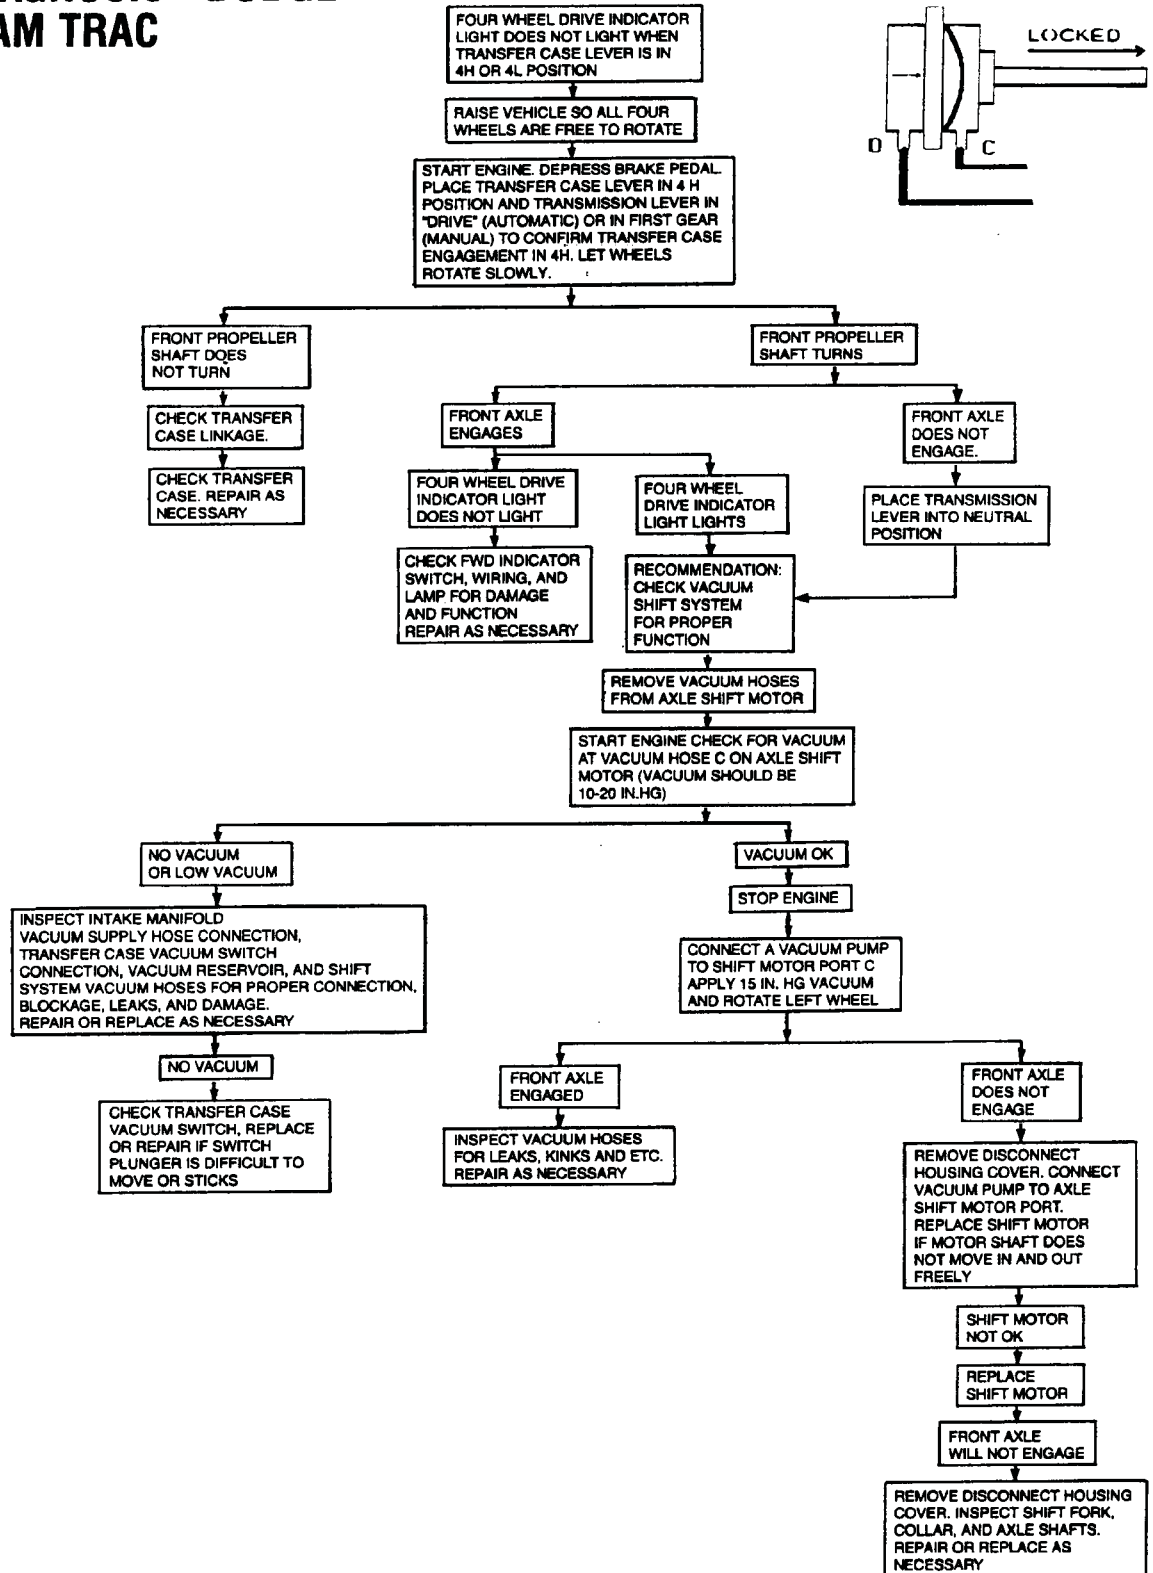 AM TRAC
FOUR WHEEL DRIVE INDICATOR
LIGHT DOES NOT LIGHT WHEN
TRANSFER CASE LEVER IS IN
4H OR 4L POSITION
LOCKED
D
C
RAISE VEHICLE SO ALL FOUR
WHEELS ARE FREE TO ROTATE
START ENGINE. DEPRESS BRAKE PEDAL.
PLACE TRANSFER CASE LEVER IN 4 H
POSITION AND TRANSMISSION LEVER IN
"DRIVE" (AUTOMATIC) OR IN FIRST GEAR
(MANUAL) TO CONFIRM TRANSFER CASE
ENGAGEMENT IN 4H. LET WHEELS
ROTATE SLOWLY.
FRONT PROPELLER
SHAFT DOES
NOT TURN
FRONT PROPELLER
SHAFT TURNS
CHECK TRANSFER
CASE LINKAGE.
CHECK TRANSFER
CASE. REPAIR AS
NECESSARY
FRONT AXLE
ENGAGES
FRONT AXLE
DOES NOT
ENGAGE.
FOUR WHEEL DRIVE
INDICATOR LIGHT
DOES NOT LIGHT
FOUR WHEEL
DRIVE INDICATOR
LIGHT LIGHTS
PLACE TRANSMISSION
LEVER INTO NEUTRAL
POSITION
CHECK FWD INDICATOR
SWITCH, WIRING, AND
LAMP FOR DAMAGE
AND FUNCTION
REPAIR AS NECESSARY
RECOMMENDATION:
CHECK VACUUM
SHIFT SYSTEM
FOR PROPER
FUNCTION
REMOVE VACUUM HOSES
FROM AXLE SHIFT MOTOR
START ENGINE CHECK FOR VACUUM
AT VACUUM HOSE C ON AXLE SHIFT
MOTOR (VACUUM SHOULD BE
10-20 IN.HG)
NO VACUUM
OR LOW VACUUM
VACUUM OK
STOP ENGINE
INSPECT INTAKE MANIFOLD
VACUUM SUPPLY HOSE CONNECTION,
TRANSFER CASE VACUUM SWITCH
CONNECTION, VACUUM RESERVOIR, AND SHIFT
SYSTEM VACUUM HOSES FOR PROPER CONNECTION,
BLOCKAGE, LEAKS, AND DAMAGE.
REPAIR OR REPLACE AS NECESSARY
CONNECT A VACUUM PUMP
TO SHIFT MOTOR PORT C
APPLY 15 IN. HG VACUUM
AND ROTATE LEFT WHEEL
NO VACUUM
CHECK TRANSFER CASE
VACUUM SWITCH, REPLACE
OR REPAIR IF SWITCH
PLUNGER IS DIFFICULT TO
MOVE OR STICKS
FRONT AXLE
ENGAGED
FRONT AXLE
DOES NOT
ENGAGE
INSPECT VACUUM HOSES
FOR LEAKS, KINKS AND ETC.
REPAIR AS NECESSARY
REMOVE DISCONNECT
HOUSING COVER. CONNECT
VACUUM PUMP TO AXLE
SHIFT MOTOR PORT.
REPLACE SHIFT MOTOR
IF MOTOR SHAFT DOES
NOT MOVE IN AND OUT
FREELY
SHIFT MOTOR
NOT OK
REPLACE
SHIFT MOTOR
FRONT AXLE
WILL NOT ENGAGE
REMOVE DISCONNECT HOUSING
COVER. INSPECT SHIFT FORK,
COLLAR, AND AXLE SHAFTS.
REPAIR OR REPLACE AS
NECESSARY